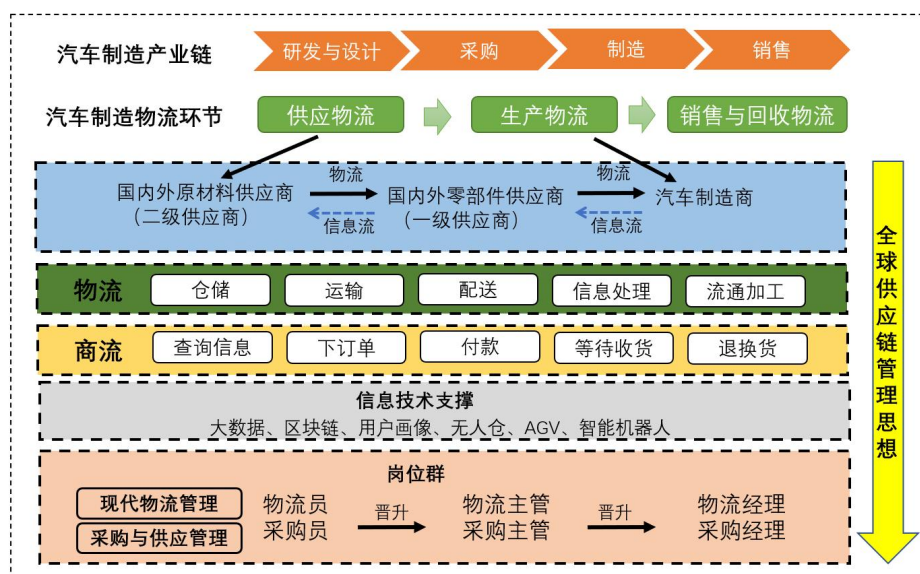 汽车制造产业链
研发与设计
采购
制造
销售
汽车制造物流环节
供应物流
生产物流
销售与回收物流
国内外原材料供应商
（二级供应商）
物流
信息流
国内外零部件供应商
（一级供应商）
物流
信息流
汽车制造商
物流
仓储
运输
配送
信息处理
流通加工
商流
查询信息
下订单
付款
等待收货
退换货
信息技术支撑
大数据、区块链、用户画像、无人仓、AGV、智能机器人
岗位群
现代物流管理
采购与供应管理
物流员
采购员
晋升
物流主管
采购主管
晋升
物流经理
采购经理
全球供应链管理思想